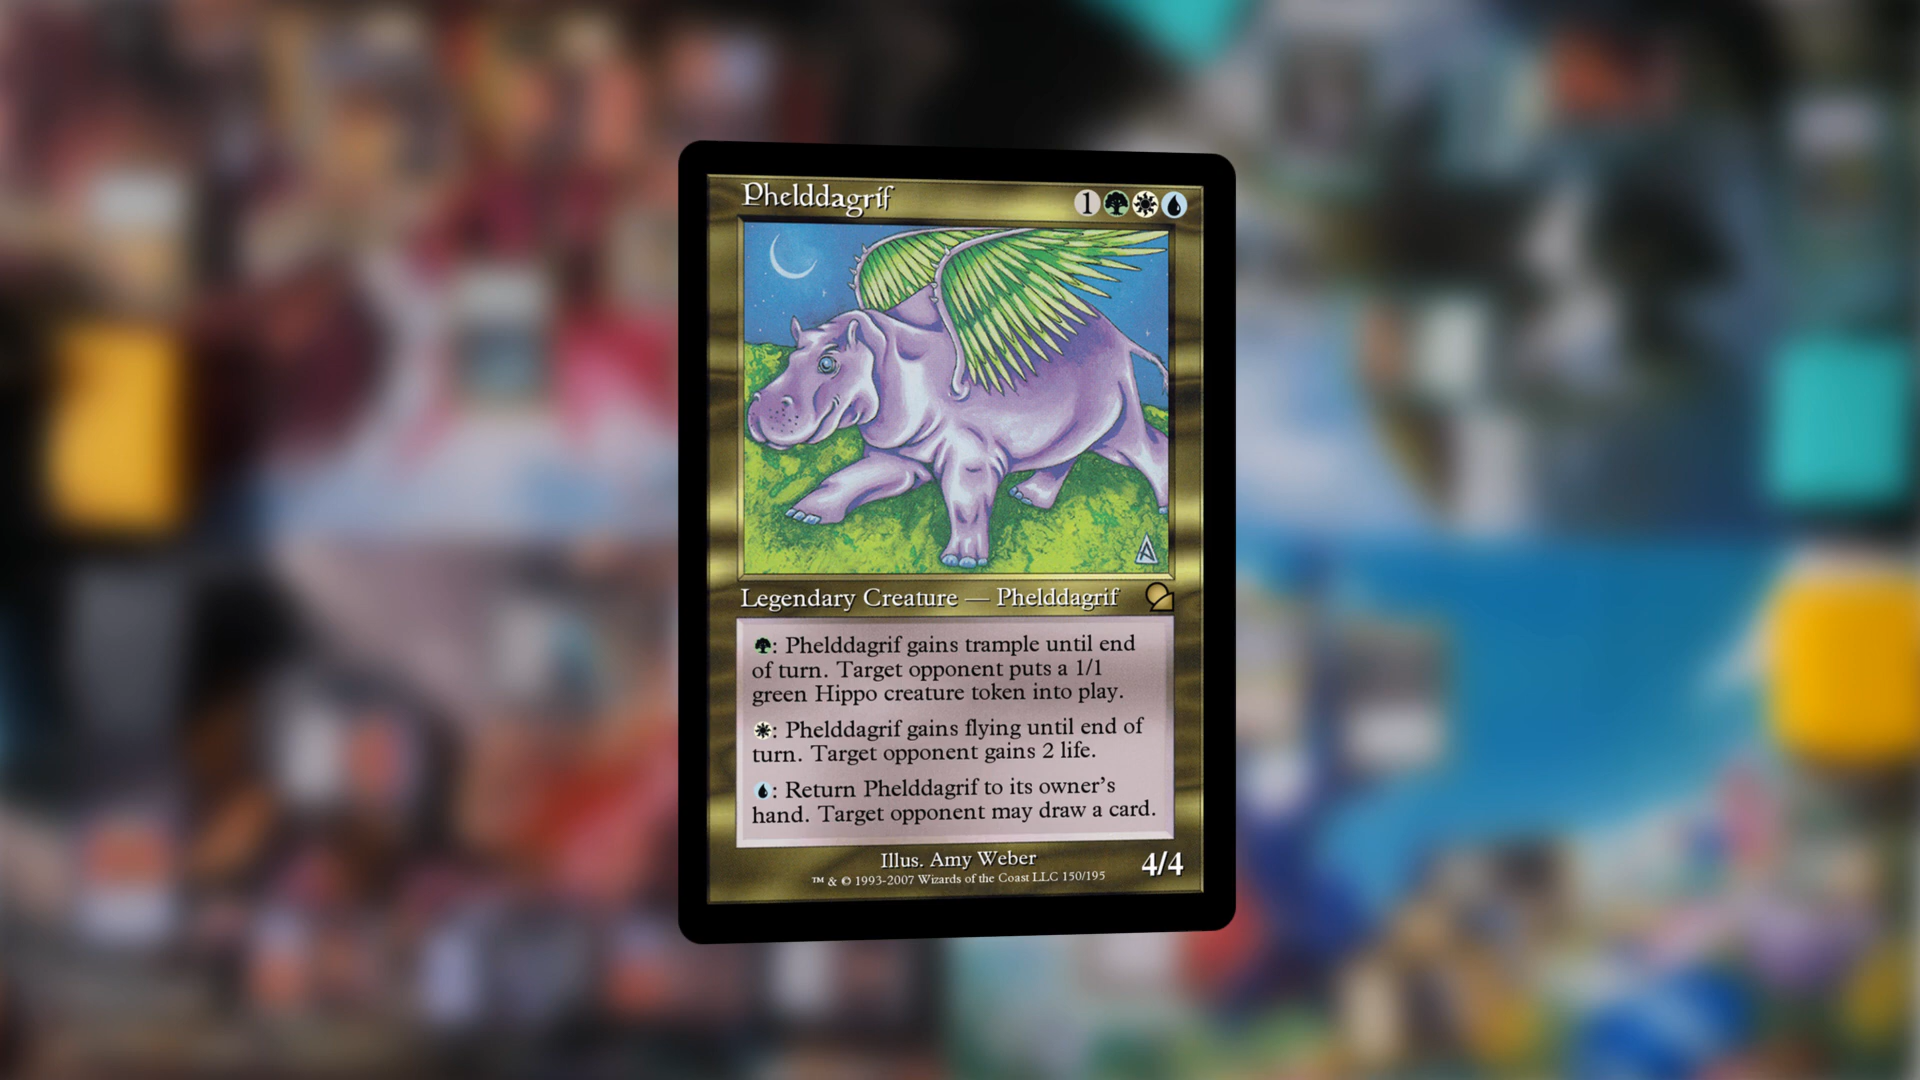 Phelddagrif 1
Legendary Creature — Phelddagrif
: Phelddagrif gains trample until end
of turn. Target opponent puts a 1/1
green Hippo creature token into play.
: Phelddagrif gains flying until end of
turn. Target opponent gains 2 life.
: Return Phelddagrif to its owner's
hand. Target opponent may draw a card.
Illus. Amy Weber
™ & © 1993-2007 Wizards of the Coast LLC 150/195
4/4